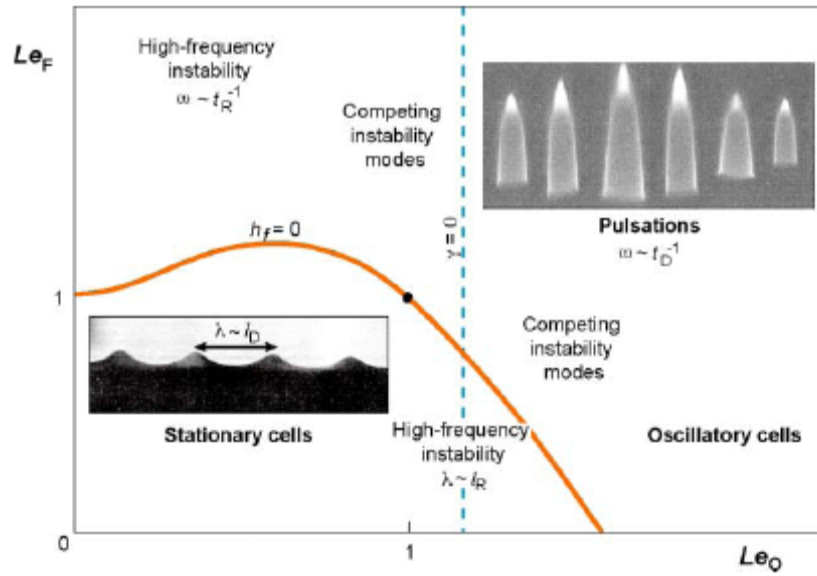 Le_F
High-frequency
instability
ω ~ t_R^-1
Competing
instability
modes
h_f = 0
γ = 0
Pulsations
ω ~ t_D^-1
1
λ ~ l_D
Competing
instability
modes
Stationary cells
High-frequency
instability
λ ~ l_R
Oscillatory cells
0
1
Le_O